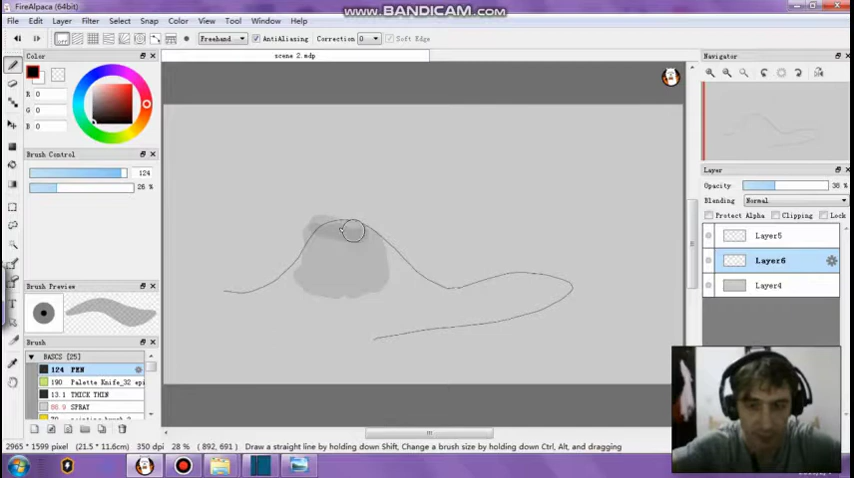 FireAlpaca (64bit)
www.BANDICAM.com
File Edit Layer Filter Select Snap Color View Tool Window Help
Freehand AntiAliasing Correction 0 Soft Edge
Color
scene 2.mdp
Navigator
R 0
G 0
B 0
Brush Control
124
26 %
Layer
Opacity 38 %
Blending Normal
Protect Alpha Clipping Lock
Layer5
Layer6
Layer4
Brush Preview
Brush
BASICS [25]
124 PEN
190 Palette Knife_32 epi
13.1 THICK THIN
SPRAY
2965 * 1599 pixel (21.5 * 11.6cm) 350 dpi 28 % ( 892, 691 ) Draw a straight line by holding down Shift, Change a brush size by holding down Ctrl, Alt, and dragging